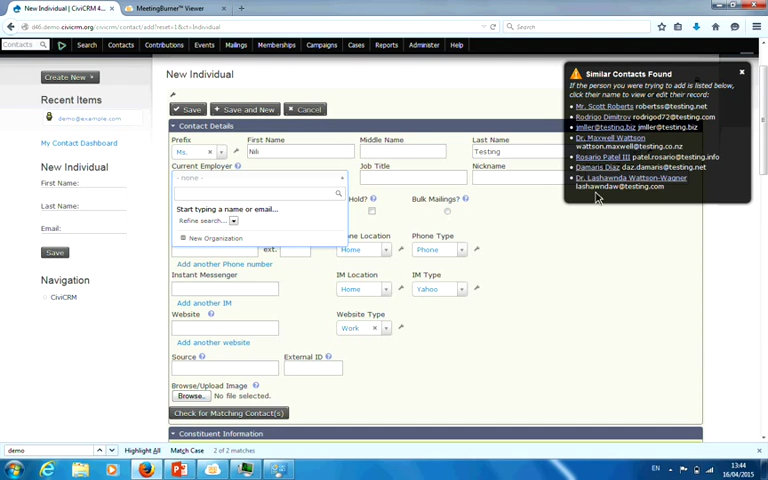 New Individual | CiviCRM 4...
MeetingBurner™ Viewer
d46.demo.civicrm.org/civicrm/contact/add?reset=1&ct=Individual
Search
Contacts
Search
Contacts
Contributions
Events
Mailings
Memberships
Campaigns
Cases
Reports
Administer
Help
Create New
Recent Items
demo@example.com
My Contact Dashboard
First Name:
Last Name:
Email:
Save
Navigation
CiviCRM
New Individual
Save
Save and New
Cancel
Contact Details
Prefix
First Name
Middle Name
Last Name
Ms.
Nili
Testing
Current Employer
Job Title
Nickname
- none -
Start typing a name or email...
Refine search...
New Organization
Hold?
Bulk Mailings?
Phone Location
Phone Type
ext.
Home
Phone
Add another Phone number
Instant Messenger
IM Location
IM Type
Home
Yahoo
Add another IM
Website
Website Type
Work
Add another website
Source
External ID
Browse/Upload Image
Browse..
No file selected.
Check for Matching Contact(s)
Constituent Information
Similar Contacts Found
If the person you were trying to add is listed below,
click their name to view or edit their record:
Mr. Scott Roberts robertss@testing.net
Rodrigo Dimitrov rodrigod72@testing.com
jmiller@testing.biz jmiller@testing.biz
Dr. Maxwell Wattson
wattson.maxwell@testing.co.nz
Rosario Patel III patel.rosario@testing.info
Damaris Díaz daz.damaris@testing.net
Dr. Lashawnda Wattson-Wagner
lashawndaw@testing.com
demo
Highlight All
Match Case
2 of 2 matches
EN
13:44
16/04/2015